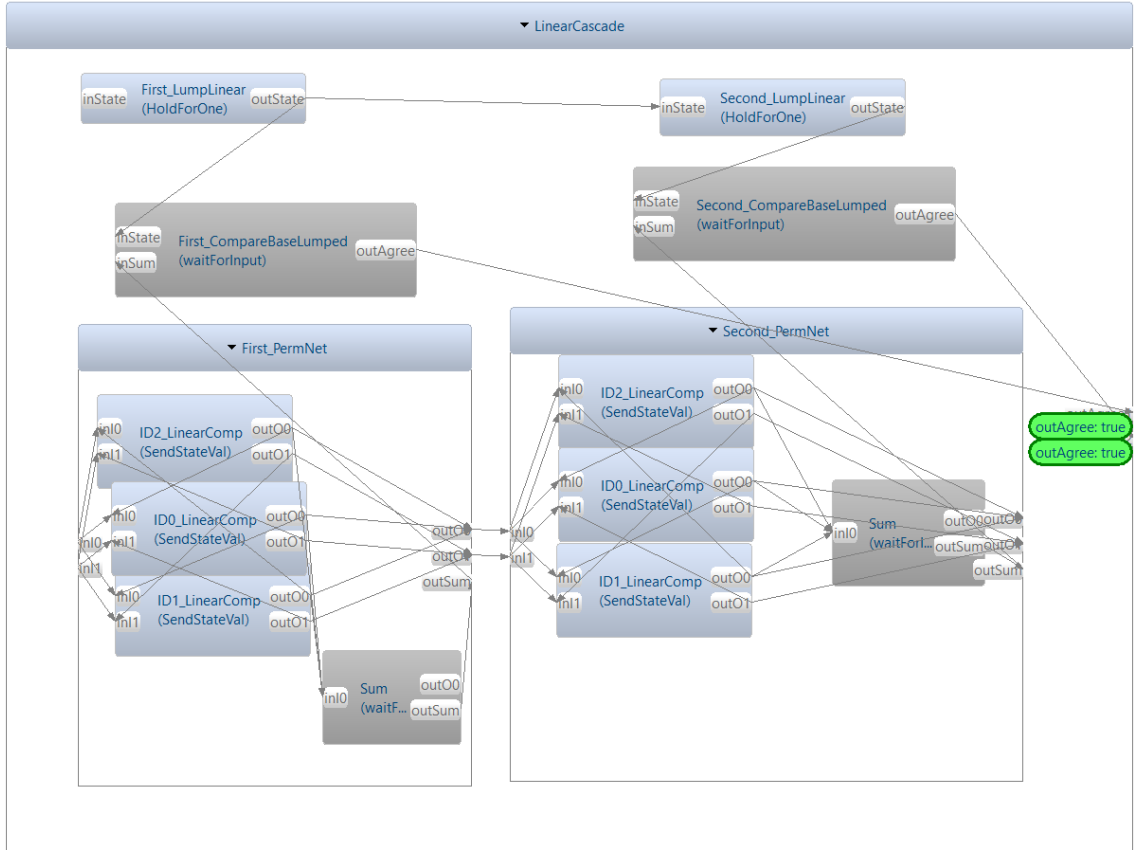 LinearCascade
inState
First_LumpLinear
(HoldForOne)
outState
inState
Second_LumpLinear
(HoldForOne)
outState
inState
inSum
First_CompareBaseLumped
(waitForInput)
outAgree
inState
inSum
Second_CompareBaseLumped
(waitForInput)
outAgree
First_PermNet
inI0
inI1
ID2_LinearComp
(SendStateVal)
outO0
outO1
inI0
inI1
ID0_LinearComp
(SendStateVal)
outO0
outO1
inI0
inI1
ID1_LinearComp
(SendStateVal)
outO0
outO1
inI0
inI1
inI0
Sum
(waitF...
outO0
outSum
outSum
Second_PermNet
inI0
inI1
ID2_LinearComp
(SendStateVal)
outO0
outO1
inI0
inI1
ID0_LinearComp
(SendStateVal)
outO0
outO1
inI0
inI1
ID1_LinearComp
(SendStateVal)
outO0
outO1
inI0
inI1
inI0
Sum
(waitForI...
outO0
outSum
outSum
outAgree: true
outAgree: true